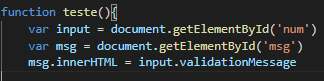 function teste(){
    var input = document.getElementById('num')
    var msg = document.getElementById('msg')
    msg.innerHTML = input.validationMessage